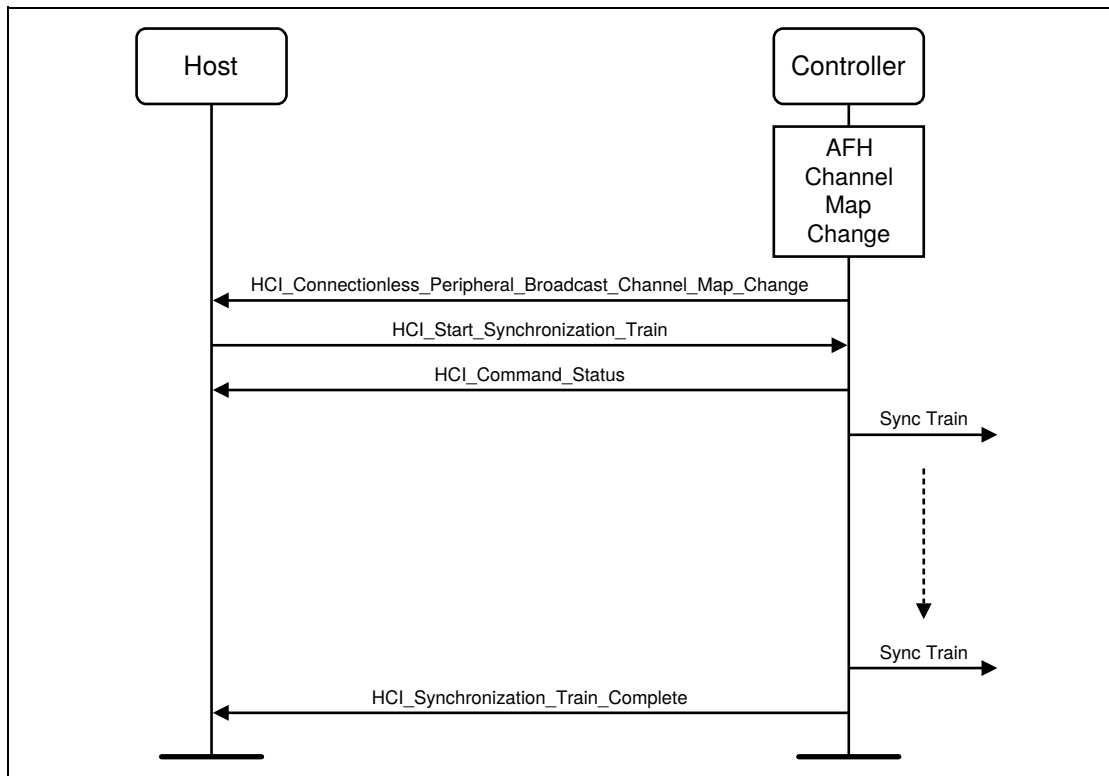 Host
Controller
AFH
Channel
Map
Change
HCI_Connectionless_Peripheral_Broadcast_Channel_Map_Change
HCI_Start_Synchronization_Train
HCI_Command_Status
Sync Train
Sync Train
HCI_Synchronization_Train_Complete